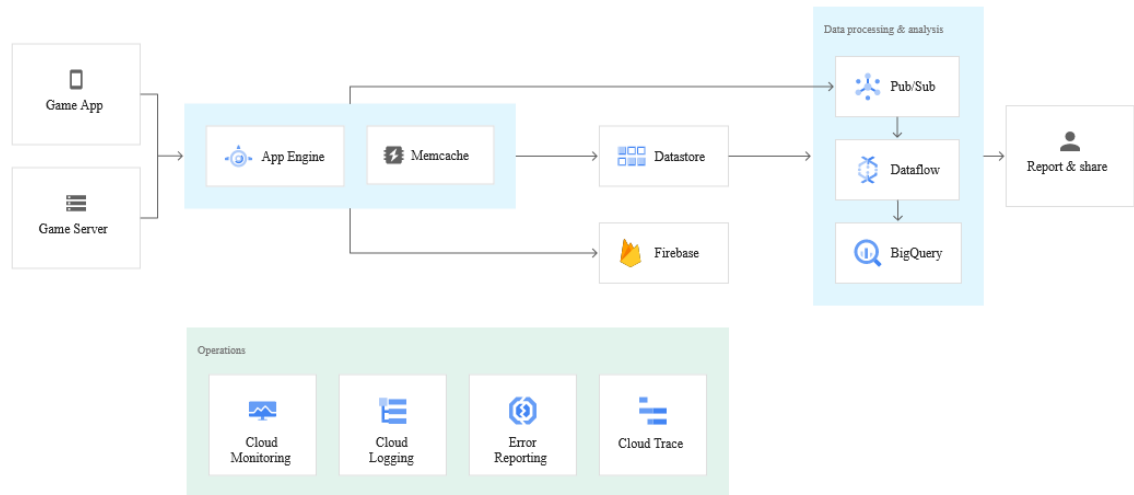 Data processing & analysis
Game App
Game Server
App Engine
Memcache
Datastore
Firebase
Pub/Sub
Dataflow
BigQuery
Report & share
Operations
Cloud
Monitoring
Cloud
Logging
Error
Reporting
Cloud Trace